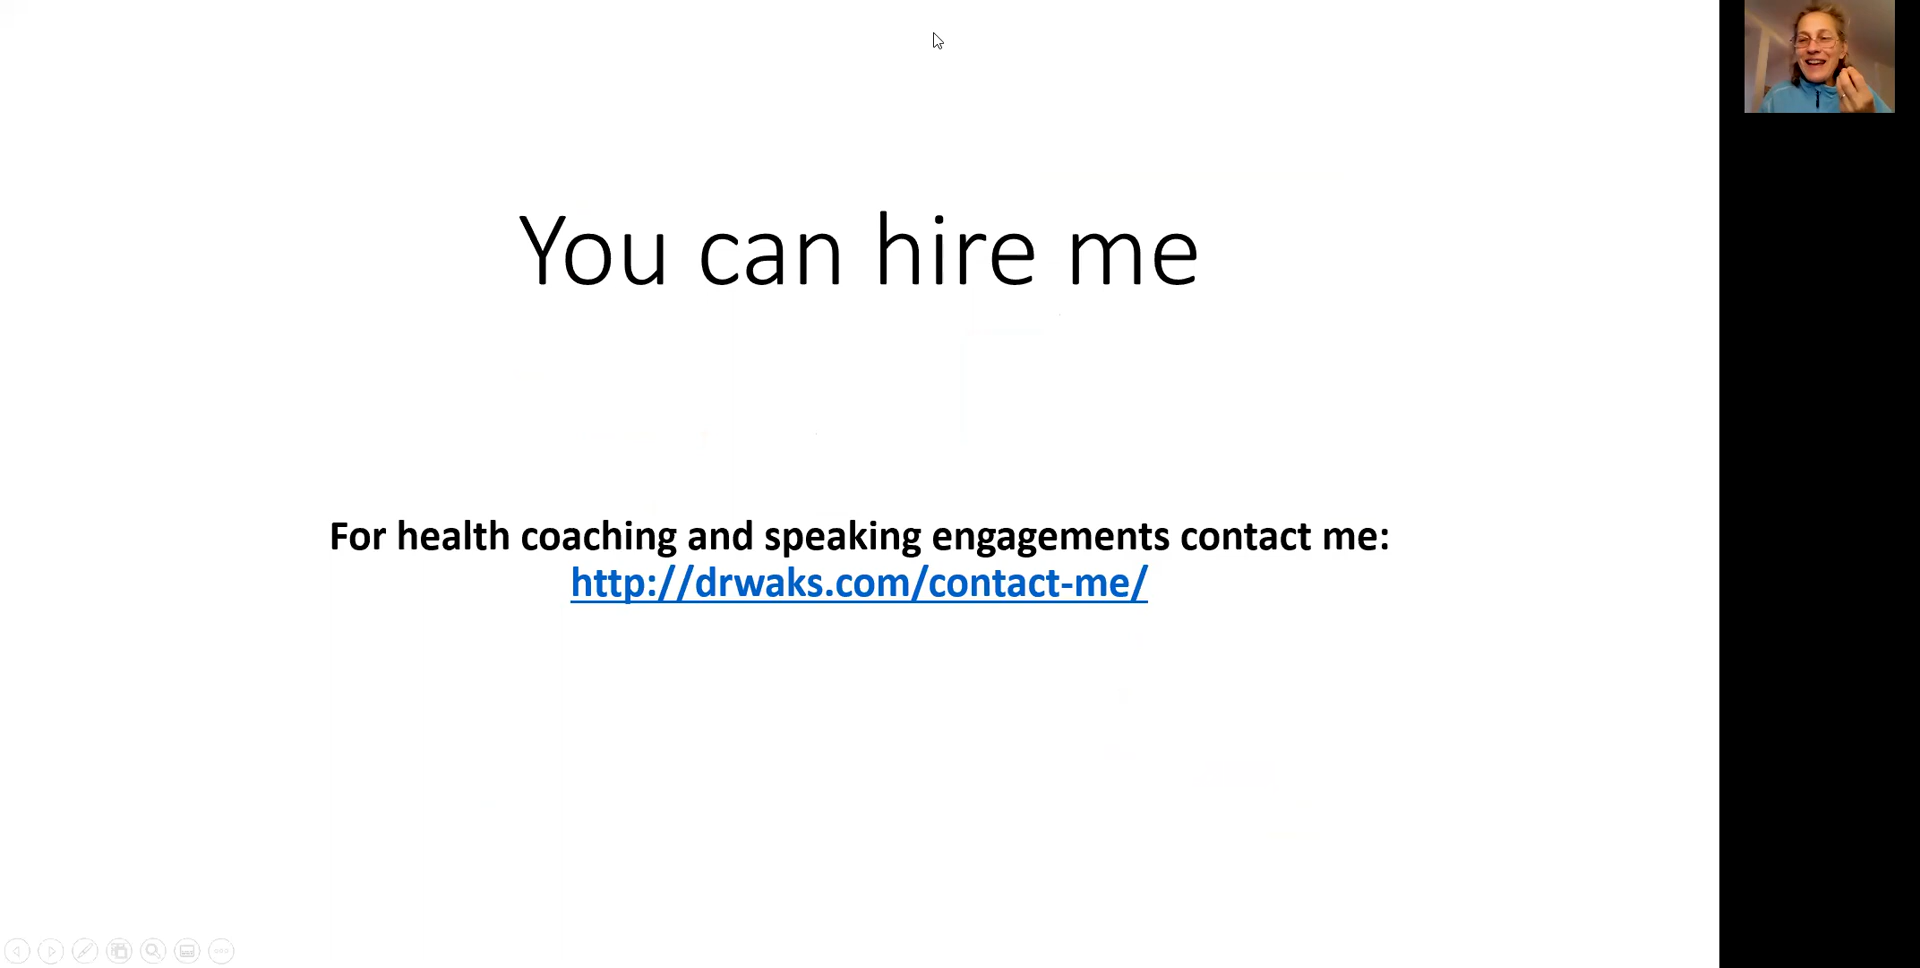 You can hire me
For health coaching and speaking engagements contact me:
http://drwaks.com/contact-me/